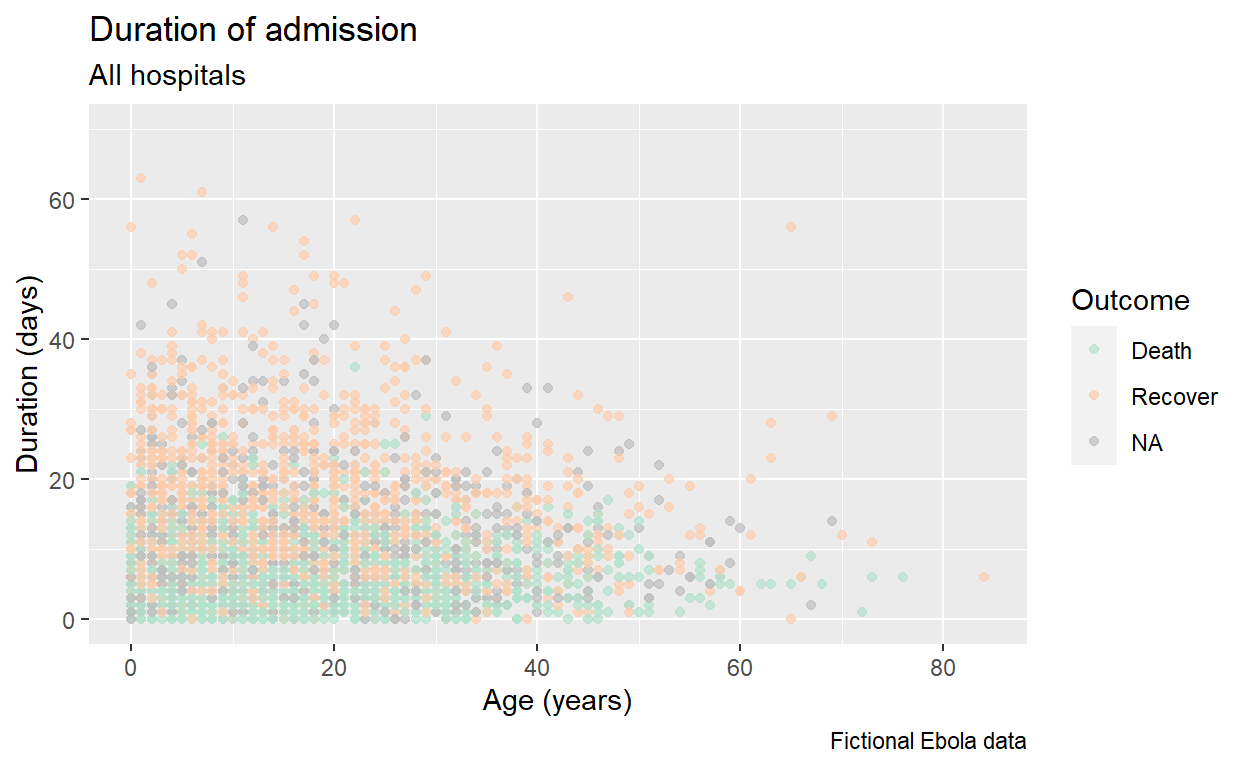 Duration of admission
All hospitals
Duration (days)
60
40
20
0
0 20 40 60 80
Age (years)
Outcome
Death
Recover
NA
Fictional Ebola data